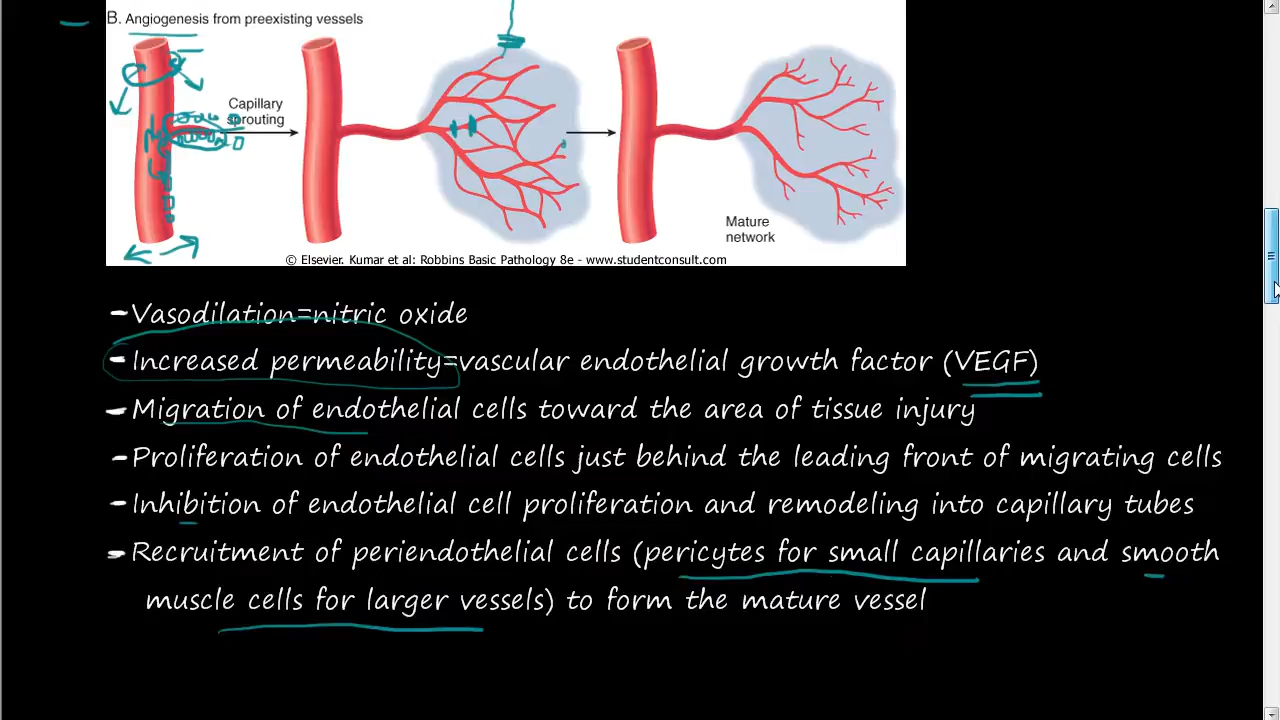 B. Angiogenesis from preexisting vessels
Capillary
sprouting
Mature
network
© Elsevier. Kumar et al: Robbins Basic Pathology 8e - www.studentconsult.com
-Vasodilation=nitric oxide
-Increased permeability=vascular endothelial growth factor (VEGF)
-Migration of endothelial cells toward the area of tissue injury
-Proliferation of endothelial cells just behind the leading front of migrating cells
-Inhibition of endothelial cell proliferation and remodeling into capillary tubes
-Recruitment of periendothelial cells (pericytes for small capillaries and smooth
muscle cells for larger vessels) to form the mature vessel